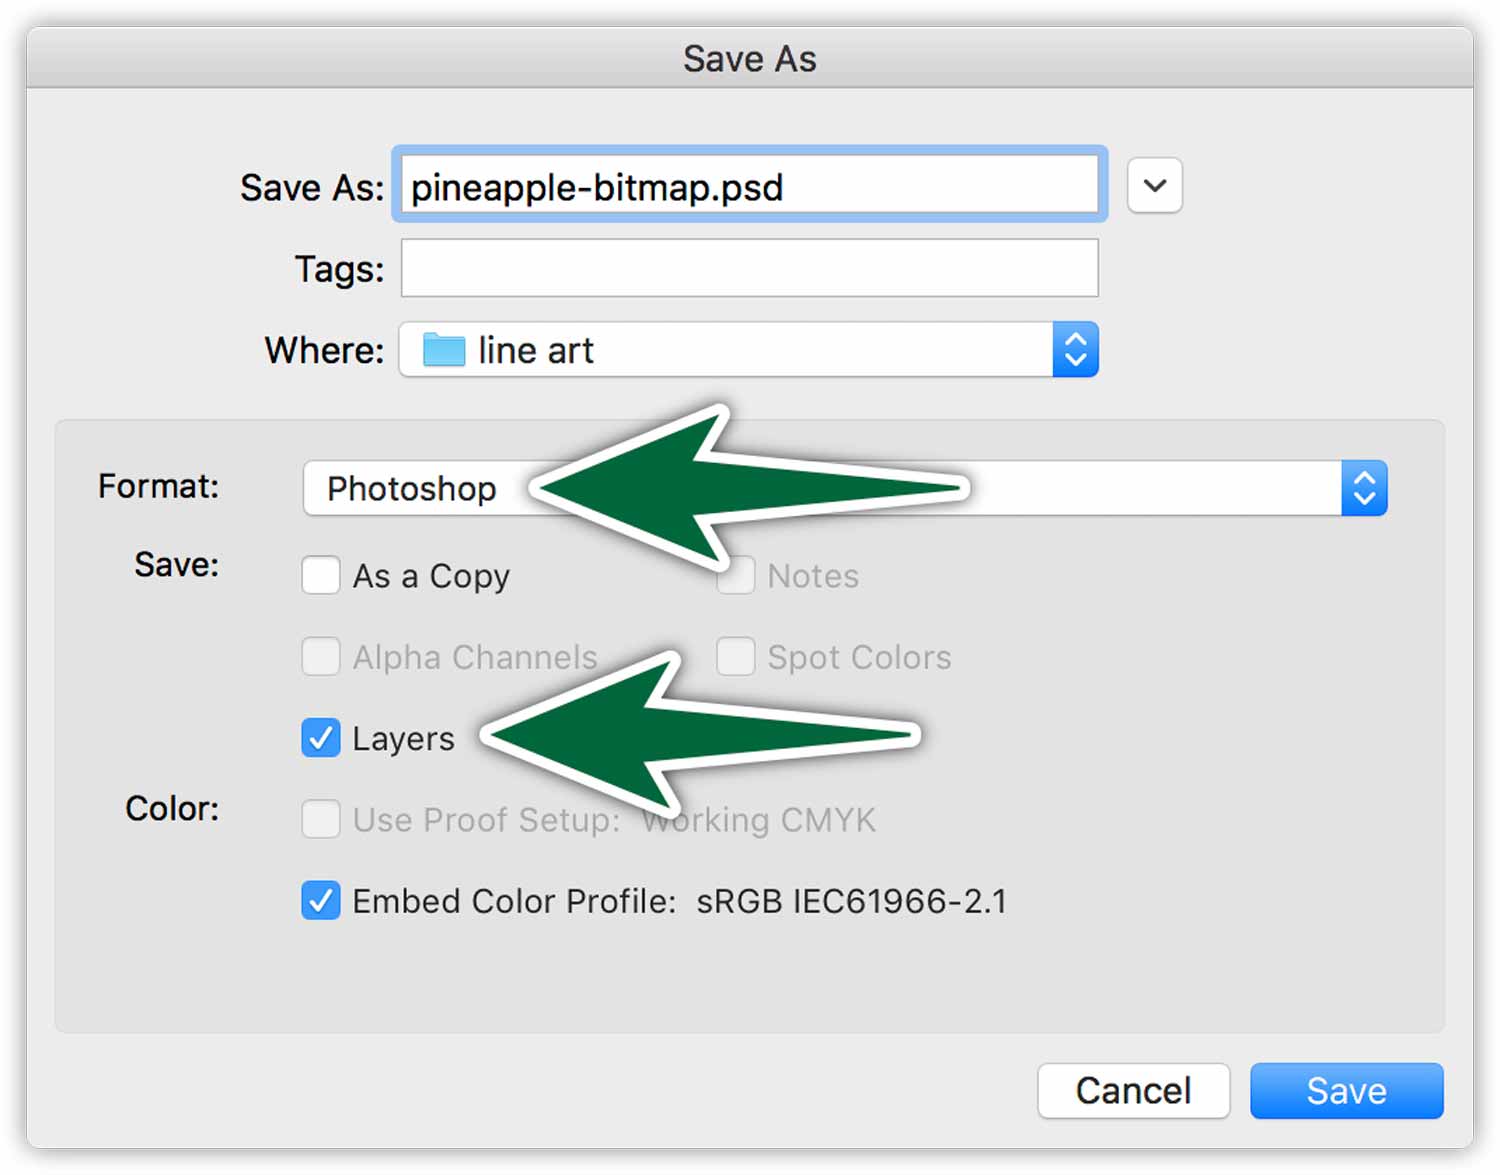 Save As
Save As: pineapple-bitmap.psd
Tags:
Where: line art
Format: Photoshop
Save: As a Copy Notes
Alpha Channels Spot Colors
Layers
Color: Use Proof Setup: Working CMYK
Embed Color Profile: sRGB IEC61966-2.1
Cancel Save